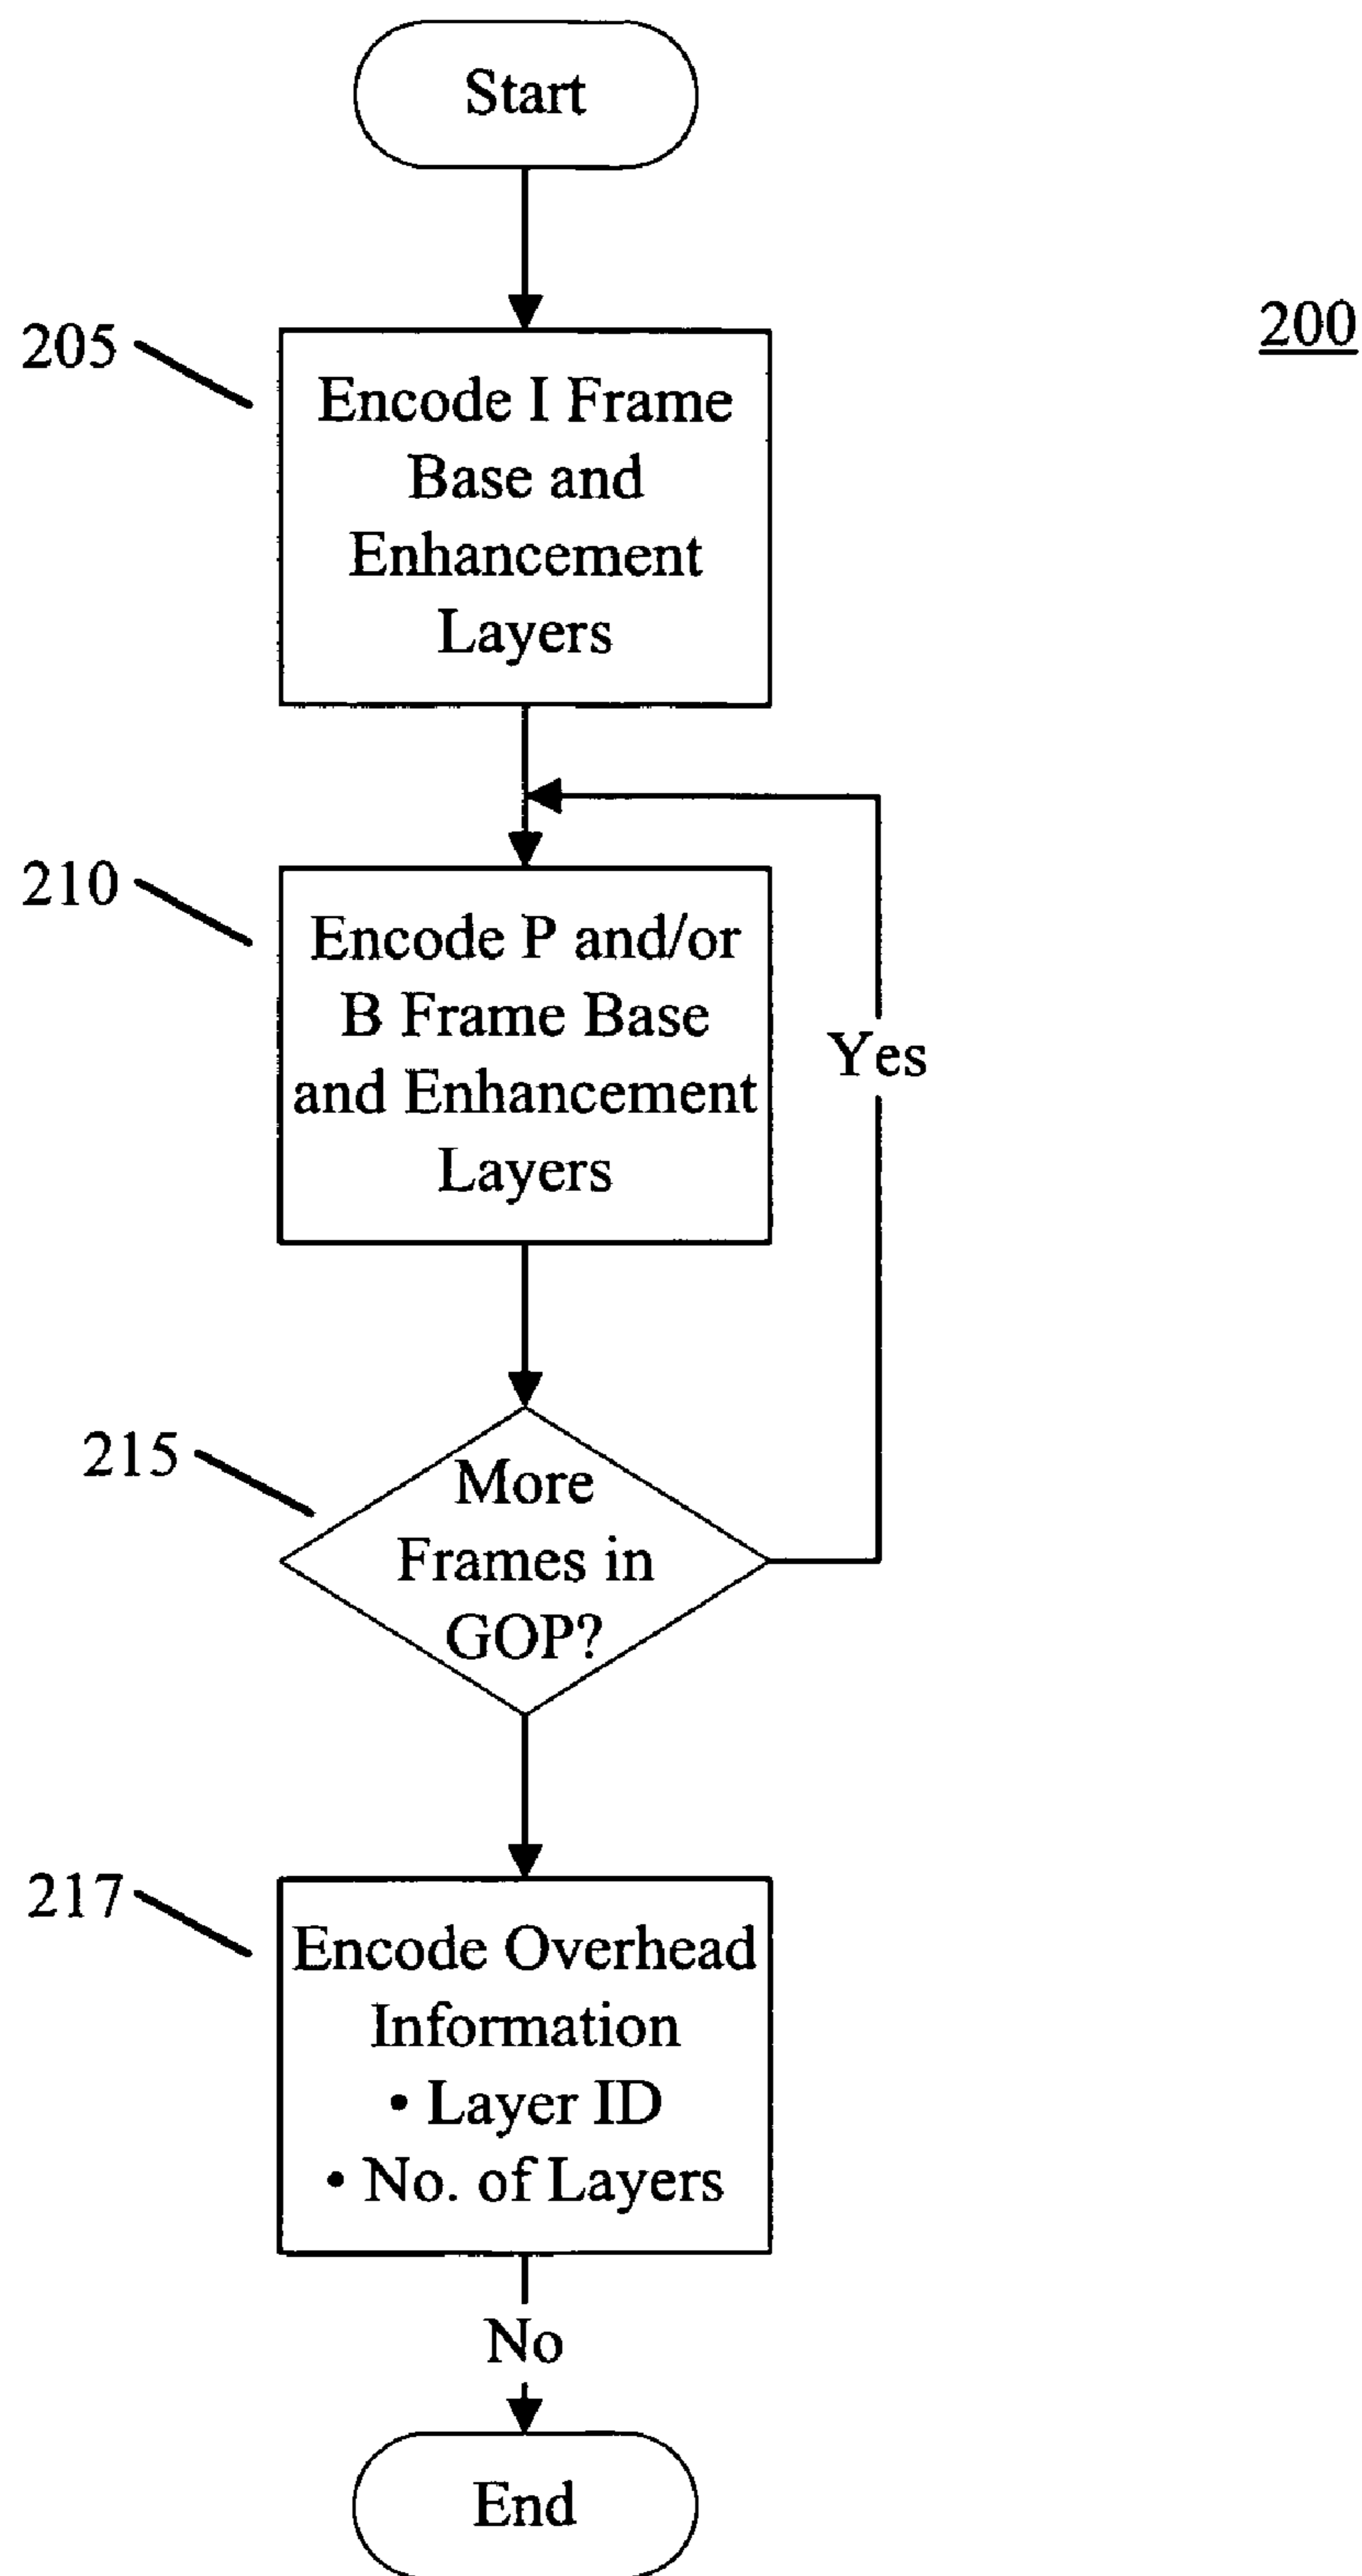 Start
200
205
Encode I Frame
Base and
Enhancement
Layers
210
Encode P and/or
B Frame Base
and Enhancement
Layers
Yes
215
More
Frames in
GOP?
217
Encode Overhead
Information
• Layer ID
• No. of Layers
No
End